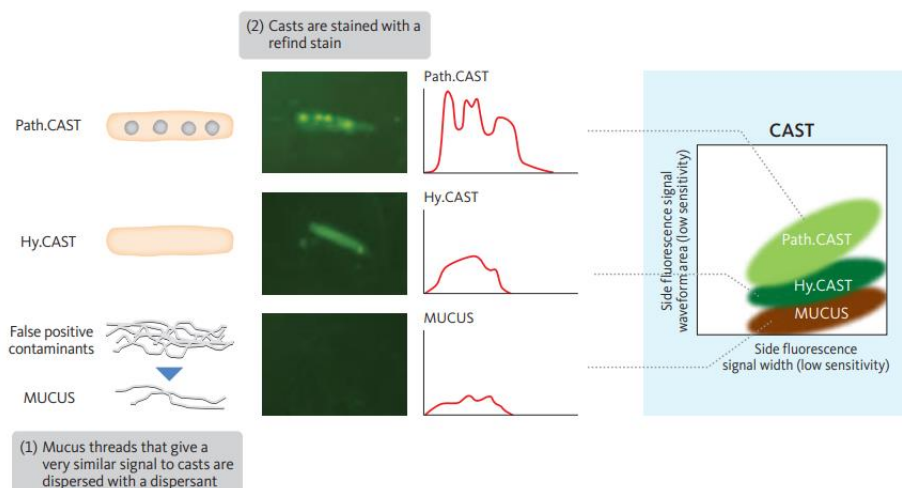 (2) Casts are stained with a
refind stain
Path.CAST
Path.CAST
Hy.CAST
Hy.CAST
False positive
contaminants
MUCUS
MUCUS
(1) Mucus threads that give a
very similar signal to casts are
dispersed with a dispersant
CAST
Side fluorescence signal
waveform area (low sensitivity)
Path.CAST
Hy.CAST
MUCUS
Side fluorescence
signal width (low sensitivity)